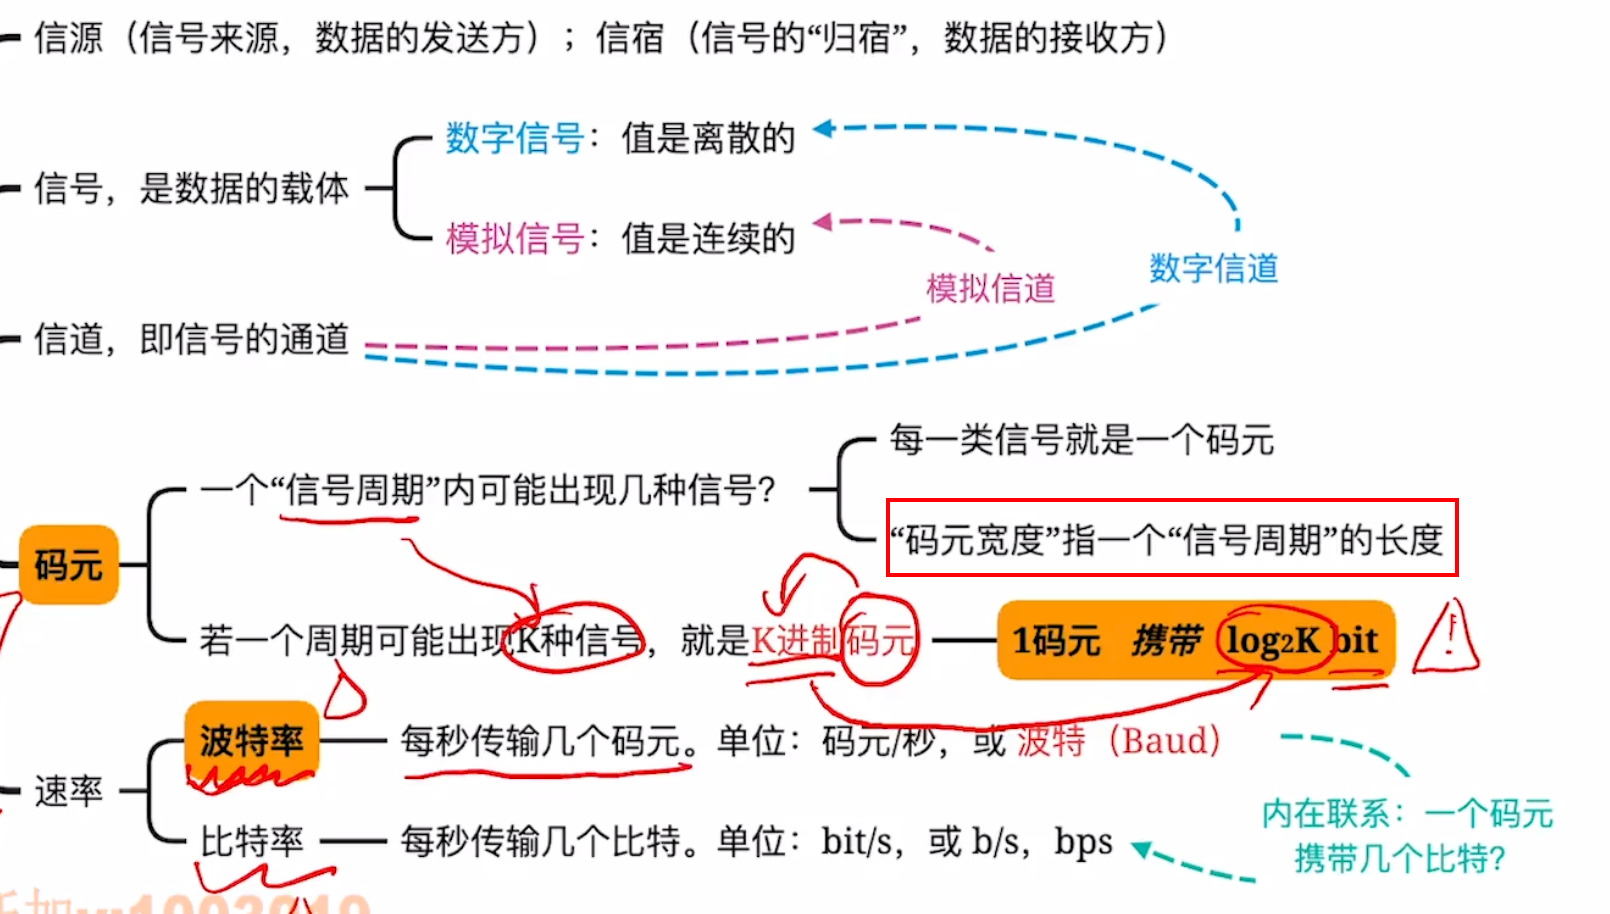 信源（信号来源，数据的发送方）；信宿（信号的“归宿”，数据的接收方）
数字信号：值是离散的
信号，是数据的载体
模拟信号：值是连续的
数字信道
模拟信道
信道，即信号的通道
每一类信号就是一个码元
一个“信号周期”内可能出现几种信号？
“码元宽度”指一个“信号周期”的长度
码元
若一个周期可能出现K种信号，就是K进制码元
1码元 携带 log₂K bit
波特率
每秒传输几个码元。单位：码元/秒，或 波特（Baud）
速率
内在联系：一个码元
携带几个比特？
比特率
每秒传输几个比特。单位：bit/s，或 b/s，bps